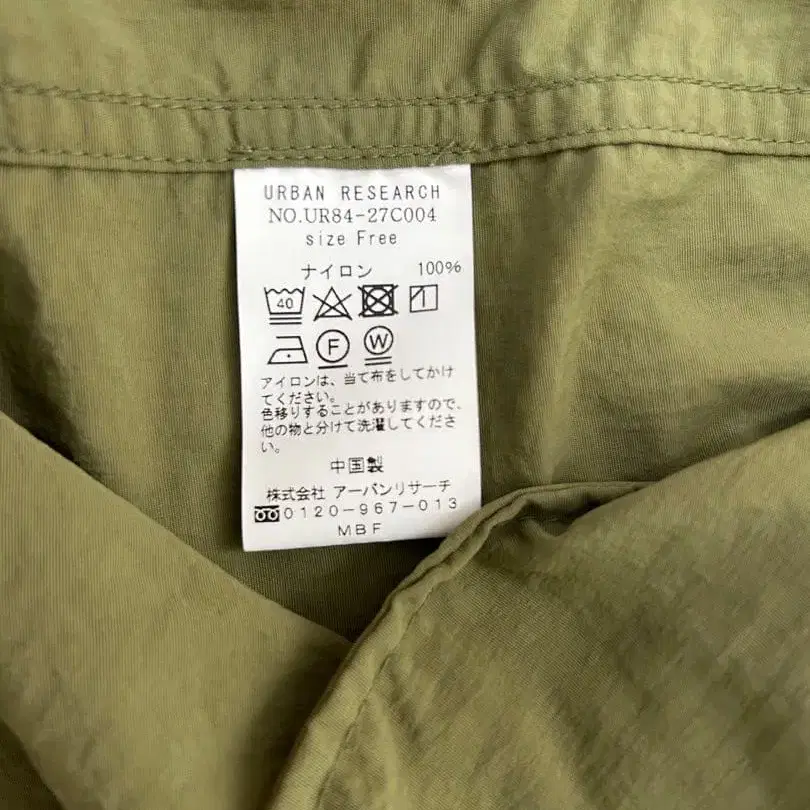 URBAN RESEARCH
NO.UR84-27C004
size Free
ナイロン 100%
40
F W
アイロンは、当て布をしてかけ
てください。
色移りすることがありますので、
他の物と分けて洗濯してくださ
い。
中国製
株式会社 アーバンリサーチ
0120-967-013
MBF